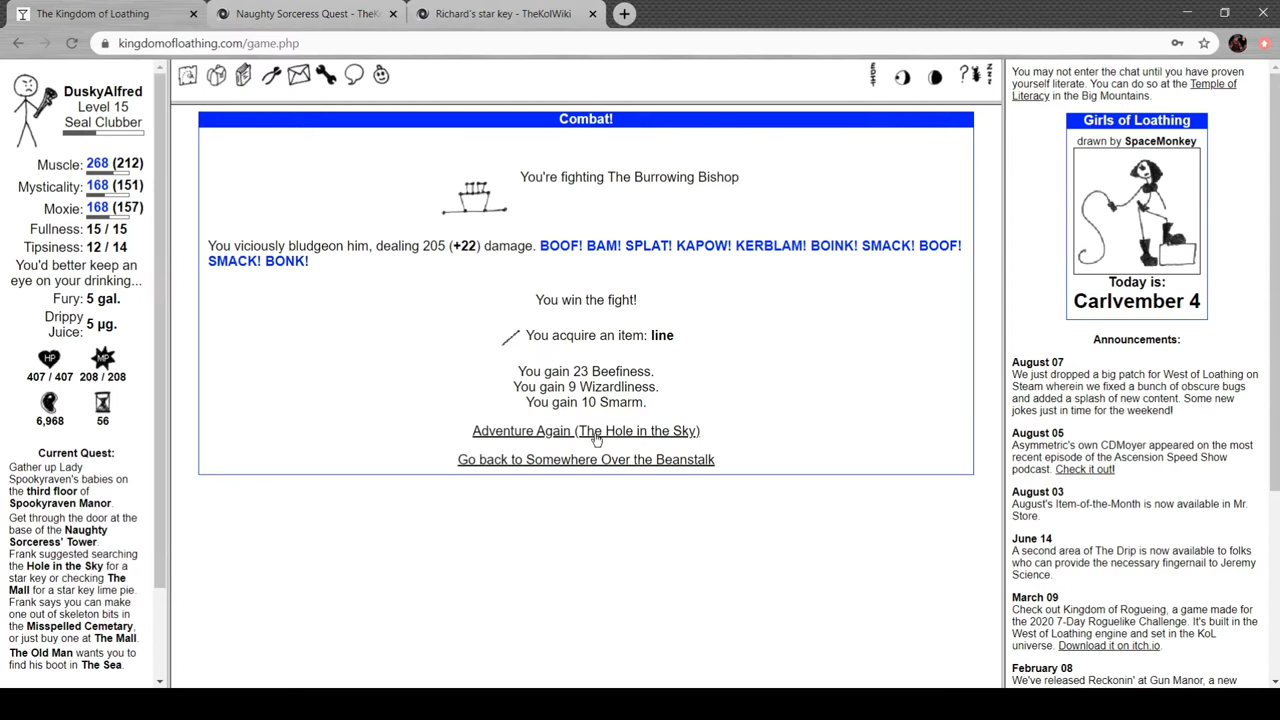 The Kingdom of Loathing
Naughty Sorceress Quest - TheK
Richard's star key - TheKolWiki
kingdomofloathing.com/game.php
DuskyAlfred
Level 15
Seal Clubber
Muscle: 268 (212)
Mysticality: 168 (151)
Moxie: 168 (157)
Fullness: 15 / 15
Tipsiness: 12 / 14
You'd better keep an
eye on your drinking...
Fury: 5 gal.
Drippy
Juice: 5 µg.
HP
MP
407 / 407 208 / 208
6,968 56
Current Quest:
Gather up Lady
Spookyraven's babies on
the third floor of
Spookyraven Manor.
Get through the door at the
base of the Naughty
Sorceress' Tower.
Frank suggested searching
the Hole in the Sky for a
star key or checking The
Mall for a star key lime pie.
Frank says you can make
one out of skeleton bits in
the Misspelled Cemetary,
or just buy one at The Mall.
The Old Man wants you to
find his boot in The Sea.
Combat!
You're fighting The Burrowing Bishop
You viciously bludgeon him, dealing 205 (+22) damage. BOOF! BAM! SPLAT! KAPOW! KERBLAM! BOINK! SMACK! BOOF!
SMACK! BONK!
You win the fight!
You acquire an item: line
You gain 23 Beefiness.
You gain 9 Wizardliness.
You gain 10 Smarm.
Adventure Again (The Hole in the Sky)
Go back to Somewhere Over the Beanstalk
You may not enter the chat until you have proven
yourself literate. You can do so at the Temple of
Literacy in the Big Mountains.
Girls of Loathing
drawn by SpaceMonkey
Today is:
Carlvember 4
Announcements:
August 07
We just dropped a big patch for West of Loathing on
Steam wherein we fixed a bunch of obscure bugs
and added a splash of new content. Some new
jokes just in time for the weekend!
August 05
Asymmetric's own CDMoyer appeared on the most
recent episode of the Ascension Speed Show
podcast. Check it out!
August 03
August's Item-of-the-Month is now available in Mr.
Store.
June 14
A second area of The Drip is now available to folks
who can provide the necessary fingernail to Jeremy
Science.
March 09
Check out Kingdom of Rogueing, a game made for
the 2020 7-Day Roguelike Challenge. It's built in the
West of Loathing engine and set in the KoL
universe. Download it on itch.io.
February 08
We've released Reckonin' at Gun Manor, a new